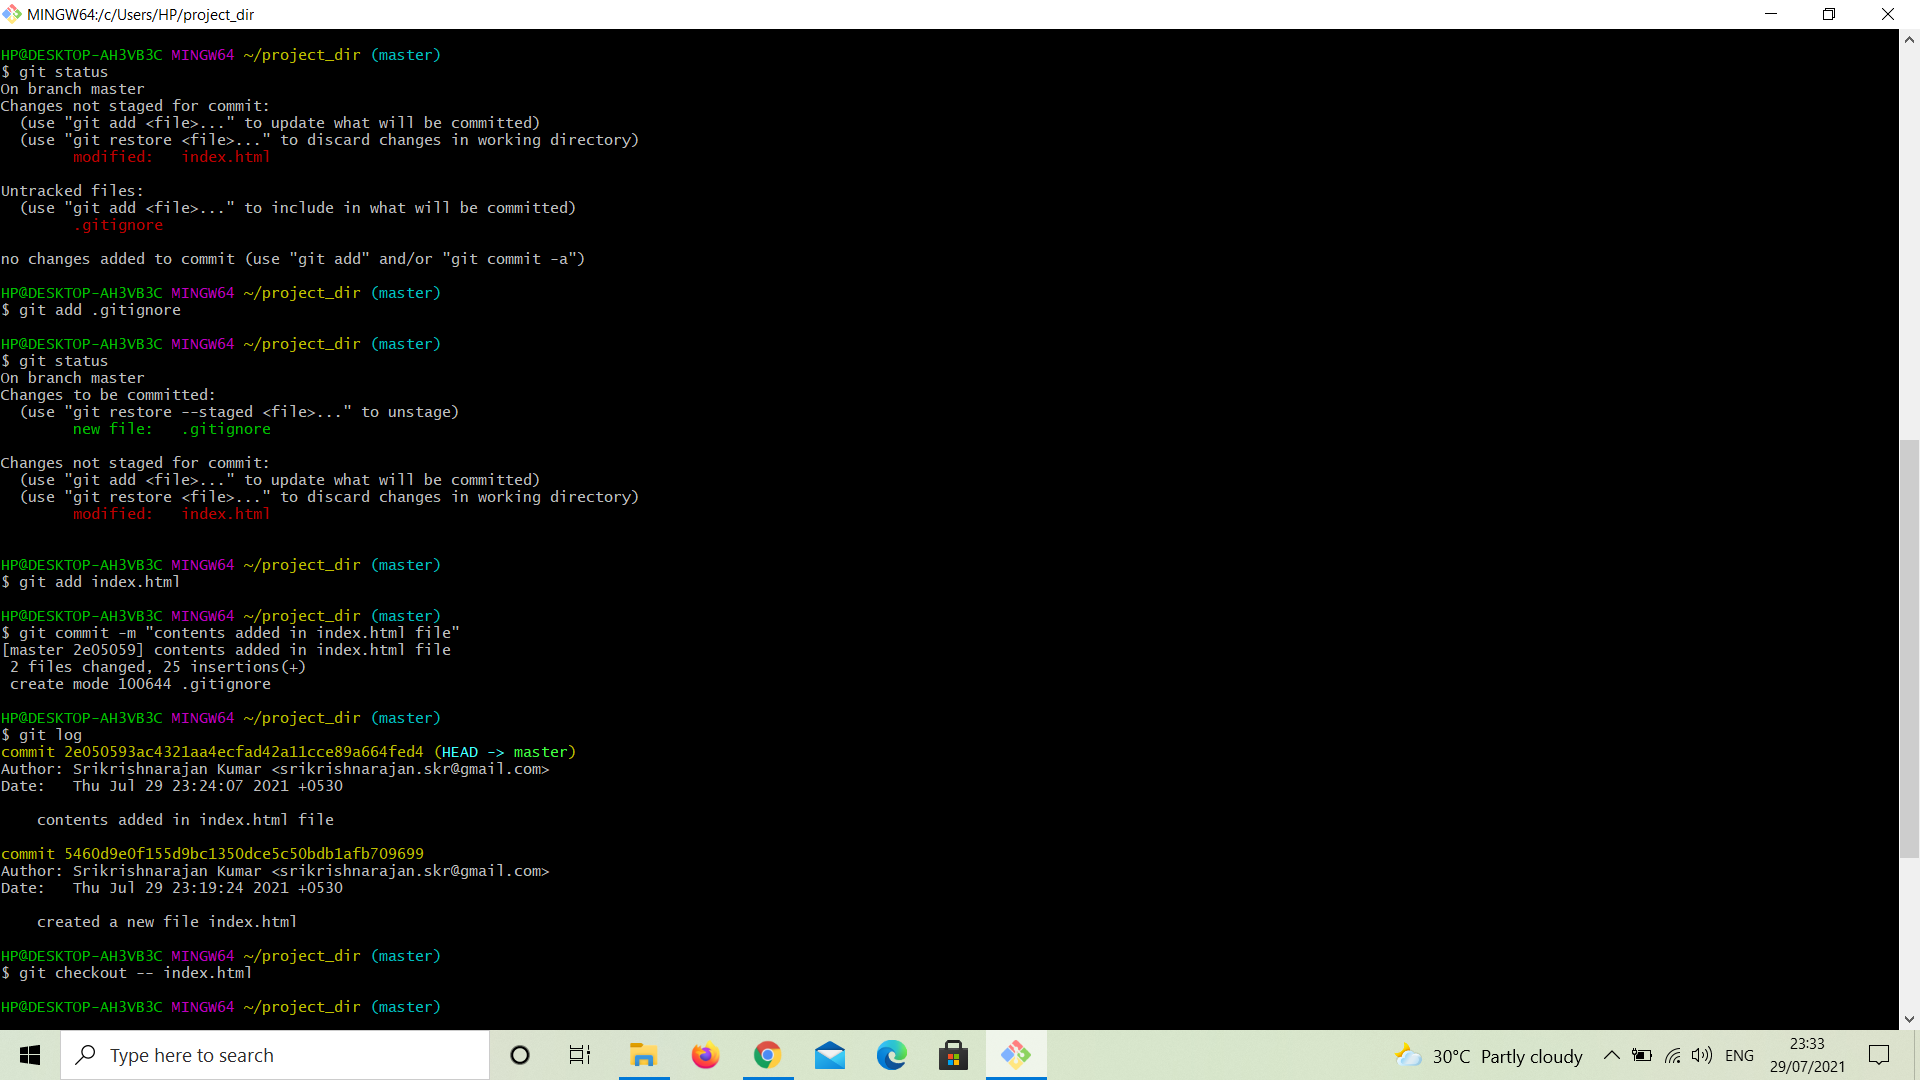 MINGW64:/c/Users/HP/project_dir
HP@DESKTOP-AH3VB3C MINGW64 ~/project_dir (master)
$ git status
On branch master
Changes not staged for commit:
  (use "git add <file>..." to update what will be committed)
  (use "git restore <file>..." to discard changes in working directory)
        modified:   index.html

Untracked files:
  (use "git add <file>..." to include in what will be committed)
        .gitignore

no changes added to commit (use "git add" and/or "git commit -a")

HP@DESKTOP-AH3VB3C MINGW64 ~/project_dir (master)
$ git add .gitignore

HP@DESKTOP-AH3VB3C MINGW64 ~/project_dir (master)
$ git status
On branch master
Changes to be committed:
  (use "git restore --staged <file>..." to unstage)
        new file:   .gitignore

Changes not staged for commit:
  (use "git add <file>..." to update what will be committed)
  (use "git restore <file>..." to discard changes in working directory)
        modified:   index.html

HP@DESKTOP-AH3VB3C MINGW64 ~/project_dir (master)
$ git add index.html

HP@DESKTOP-AH3VB3C MINGW64 ~/project_dir (master)
$ git commit -m "contents added in index.html file"
[master 2e05059] contents added in index.html file
 2 files changed, 25 insertions(+)
 create mode 100644 .gitignore

HP@DESKTOP-AH3VB3C MINGW64 ~/project_dir (master)
$ git log
commit 2e050593ac4321aa4ecfad42a11cce89a664fed4 (HEAD -> master)
Author: Srikrishnarajan Kumar <srikrishnarajan.skr@gmail.com>
Date:   Thu Jul 29 23:24:07 2021 +0530

    contents added in index.html file

commit 5460d9e0f155d9bc1350dce5c50bdb1afb709699
Author: Srikrishnarajan Kumar <srikrishnarajan.skr@gmail.com>
Date:   Thu Jul 29 23:19:24 2021 +0530

    created a new file index.html

HP@DESKTOP-AH3VB3C MINGW64 ~/project_dir (master)
$ git checkout -- index.html

HP@DESKTOP-AH3VB3C MINGW64 ~/project_dir (master)
Type here to search
30°C Partly cloudy
ENG
23:33
29/07/2021